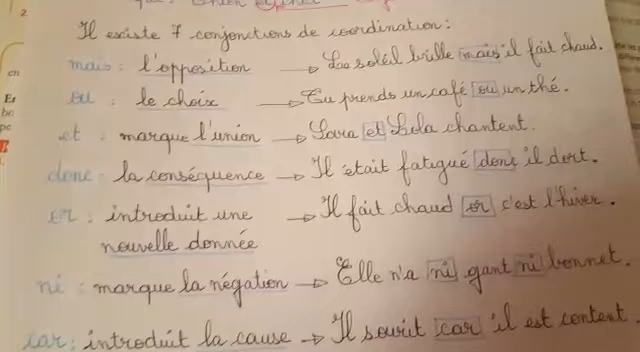 2
Il existe 7 conjonctions de coordination :
mais : l'opposition → Le soleil brille mais il fait chaud.
ou : le choix → Tu prends un café ou un thé.
et : marque l'union → Sara et Lola chantent.
donc : la conséquence → Il était fatigué donc il dort.
or : introduit une → Il fait chaud or c'est l'hiver.
nouvelle donnée
ni : marque la négation → Elle n'a ni gant ni bonnet.
car : introduit la cause → Il sourit car il est content.